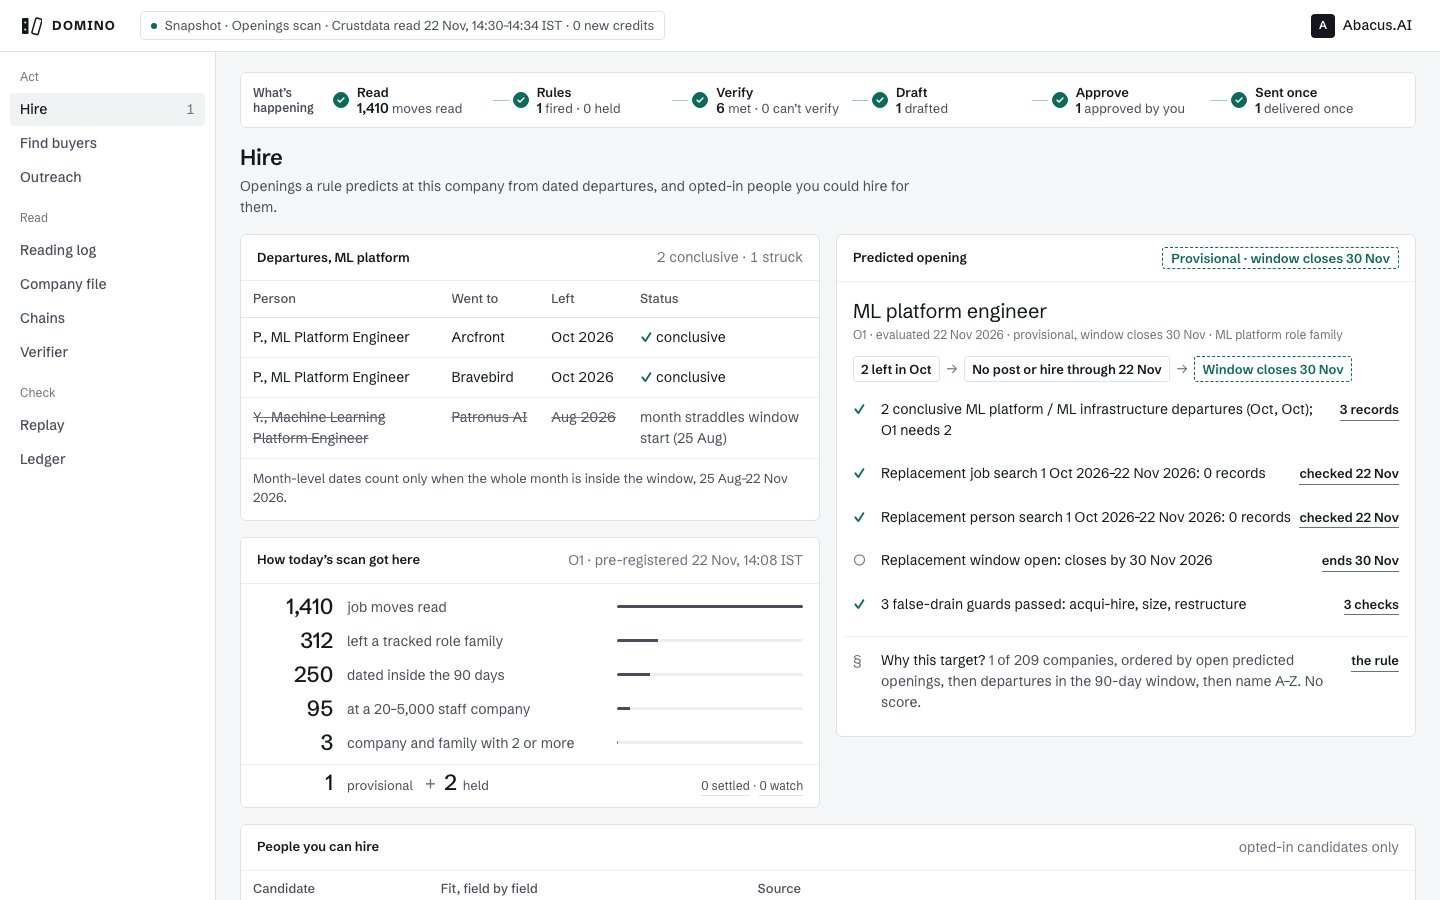 DOMINO
Snapshot · Openings scan · Crustdata read 22 Nov, 14:30–14:34 IST · 0 new credits
A
Abacus.AI
Act
Hire
1
Find buyers
Outreach
Read
Reading log
Company file
Chains
Verifier
Check
Replay
Ledger
What's
happening
Read
1,410 moves read
Rules
1 fired · 0 held
Verify
6 met · 0 can't verify
Draft
1 drafted
Approve
1 approved by you
Sent once
1 delivered once
Hire
Openings a rule predicts at this company from dated departures, and opted-in people you could hire for
them.
Departures, ML platform
2 conclusive · 1 struck
Person Went to Left Status
P., ML Platform Engineer Arcfront Oct 2026 ✓ conclusive
P., ML Platform Engineer Bravebird Oct 2026 ✓ conclusive
Y., Machine Learning Patronus AI Aug 2026 month straddles window
Platform Engineer start (25 Aug)
Month-level dates count only when the whole month is inside the window, 25 Aug–22 Nov
2026.
How today's scan got here
O1 · pre-registered 22 Nov, 14:08 IST
1,410 job moves read
312 left a tracked role family
250 dated inside the 90 days
95 at a 20–5,000 staff company
3 company and family with 2 or more
1 provisional + 2 held
0 settled · 0 watch
Predicted opening
Provisional · window closes 30 Nov
ML platform engineer
O1 · evaluated 22 Nov 2026 · provisional, window closes 30 Nov · ML platform role family
2 left in Oct → No post or hire through 22 Nov → Window closes 30 Nov
2 conclusive ML platform / ML infrastructure departures (Oct, Oct); 3 records
O1 needs 2
Replacement job search 1 Oct 2026–22 Nov 2026: 0 records checked 22 Nov
Replacement person search 1 Oct 2026–22 Nov 2026: 0 records checked 22 Nov
Replacement window open: closes by 30 Nov 2026 ends 30 Nov
3 false-drain guards passed: acqui-hire, size, restructure 3 checks
§ Why this target? 1 of 209 companies, ordered by open predicted the rule
openings, then departures in the 90-day window, then name A–Z. No
score.
People you can hire
opted-in candidates only
Candidate Fit, field by field Source